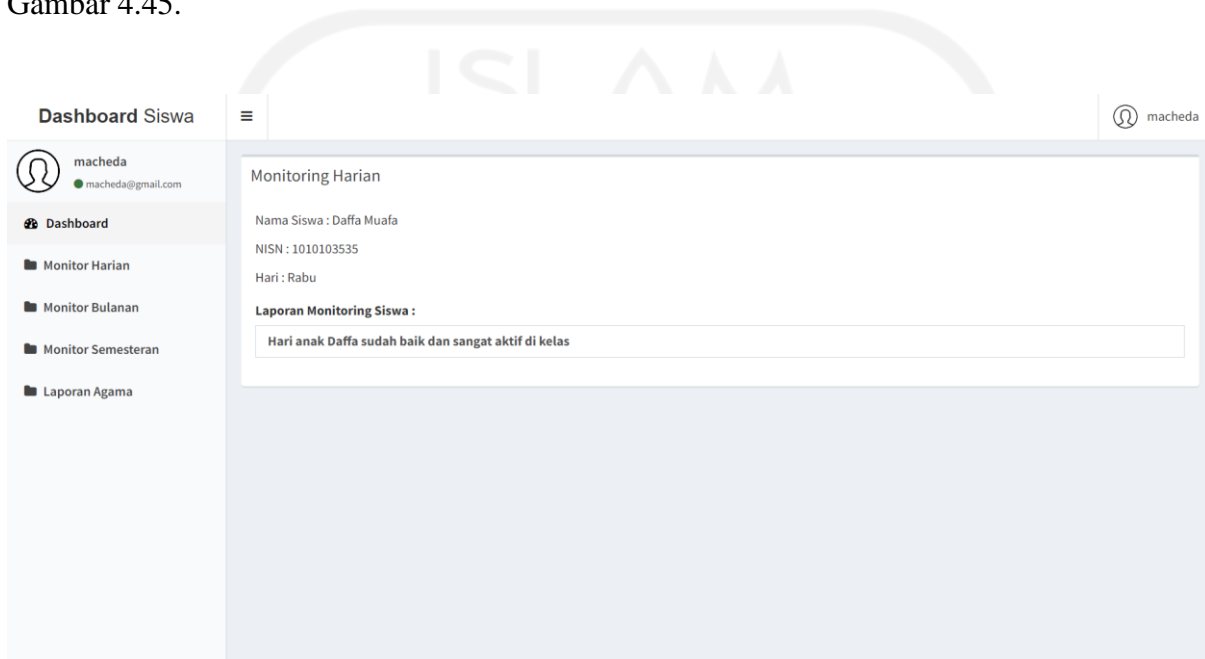 Gambar 4.45.
ISLAM
Dashboard Siswa
macheda
macheda
macheda@gmail.com
Dashboard
Monitor Harian
Monitor Bulanan
Monitor Semesteran
Laporan Agama
Monitoring Harian
Nama Siswa : Daffa Muafa
NISN : 1010103535
Hari : Rabu
Laporan Monitoring Siswa :
Hari anak Daffa sudah baik dan sangat aktif di kelas